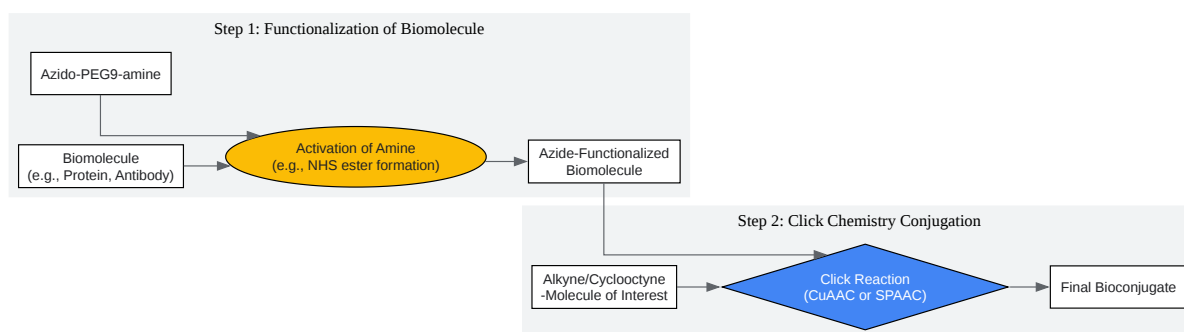 Step 1: Functionalization of Biomolecule
Azido-PEG9-amine
Biomolecule
(e.g., Protein, Antibody)
Activation of Amine
(e.g., NHS ester formation)
Azide-Functionalized
Biomolecule
Step 2: Click Chemistry Conjugation
Alkyne/Cyclooctyne
-Molecule of Interest
Click Reaction
(CuAAC or SPAAC)
Final Bioconjugate